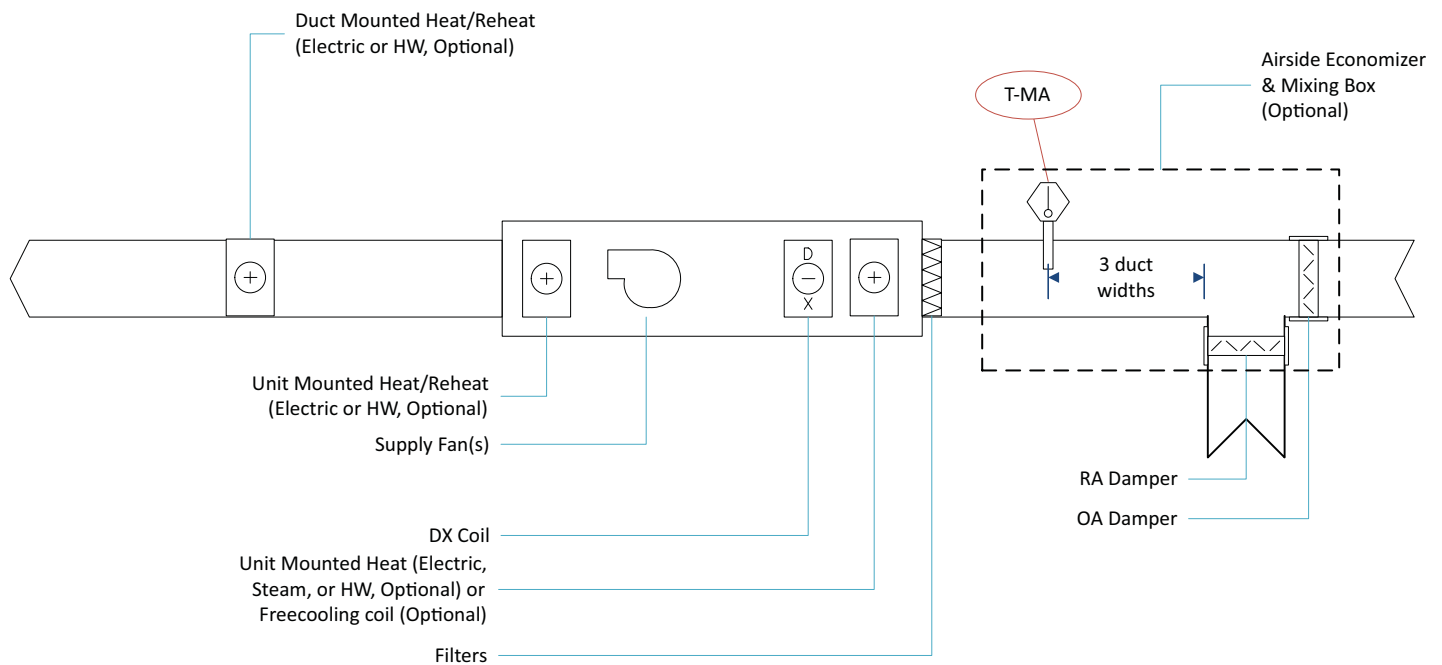 Duct Mounted Heat/Reheat
(Electric or HW, Optional)
Airside Economizer
& Mixing Box
(Optional)
T-MA
3 duct
widths
D
X
Unit Mounted Heat/Reheat
(Electric or HW, Optional)
Supply Fan(s)
RA Damper
OA Damper
DX Coil
Unit Mounted Heat (Electric,
Steam, or HW, Optional) or
Freecooling coil (Optional)
Filters